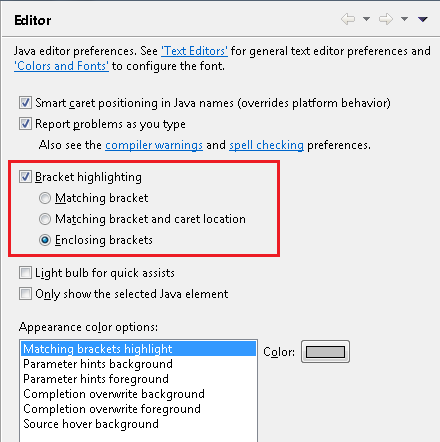 Editor
Java editor preferences. See 'Text Editors' for general text editor preferences and
'Colors and Fonts' to configure the font.
Smart caret positioning in Java names (overrides platform behavior)
Report problems as you type
Also see the compiler warnings and spell checking preferences.
Bracket highlighting
Matching bracket
Matching bracket and caret location
Enclosing brackets
Light bulb for quick assists
Only show the selected Java element
Appearance color options:
Matching brackets highlight
Color:
Parameter hints background
Parameter hints foreground
Completion overwrite background
Completion overwrite foreground
Source hover background